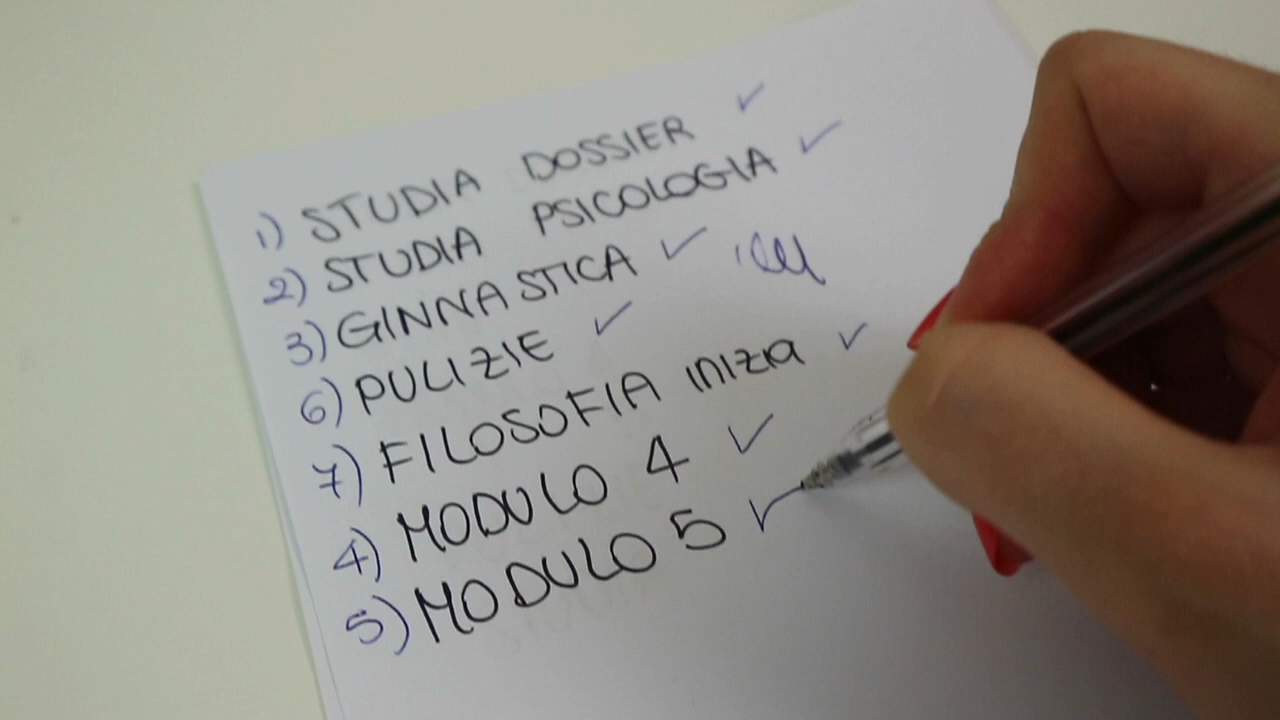 1) STUDIA DOSSIER ✓
2) STUDIA PSICOLOGIA ✓
3) GINNASTICA ✓
6) PULIZIE ✓
7) FILOSOFIA INIZIA ✓
4) MODULO 4 ✓
5) MODULO 5 ✓